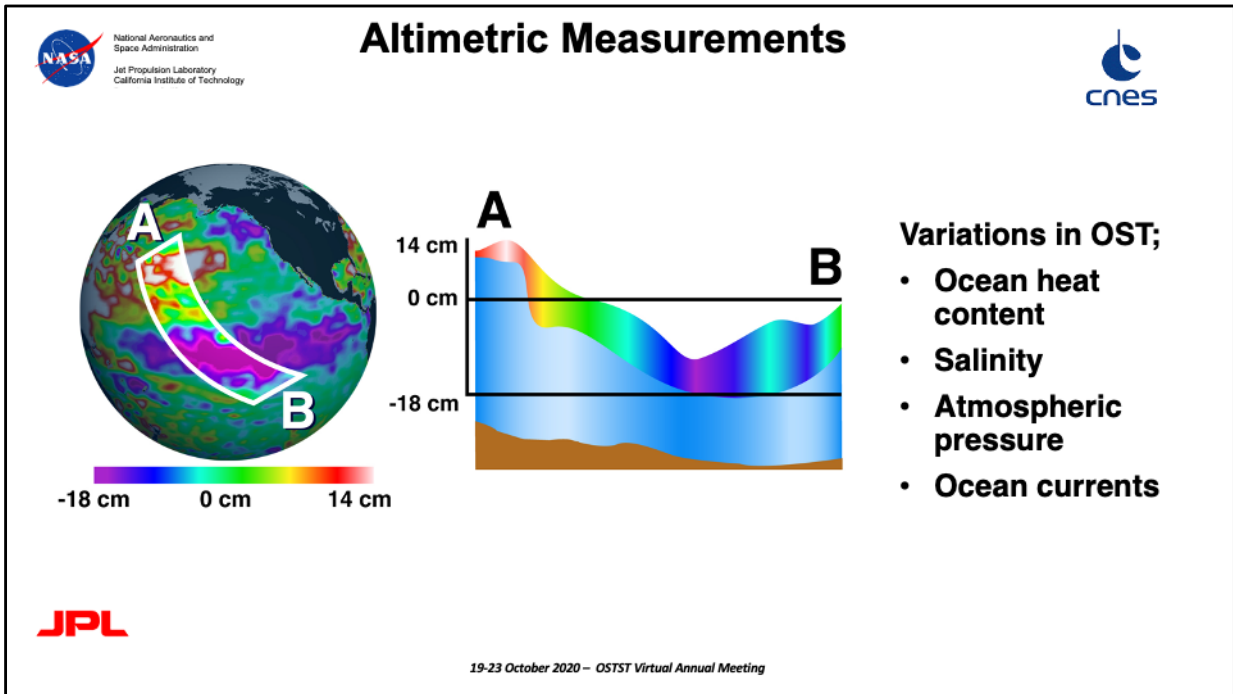 National Aeronautics and
Space Administration
Jet Propulsion Laboratory
California Institute of Technology
NASA
Altimetric Measurements
cnes
A
B
-18 cm
0 cm
14 cm
A
B
14 cm
0 cm
-18 cm
Variations in OST;
• Ocean heat
content
• Salinity
• Atmospheric
pressure
• Ocean currents
JPL
19-23 October 2020 – OSTST Virtual Annual Meeting